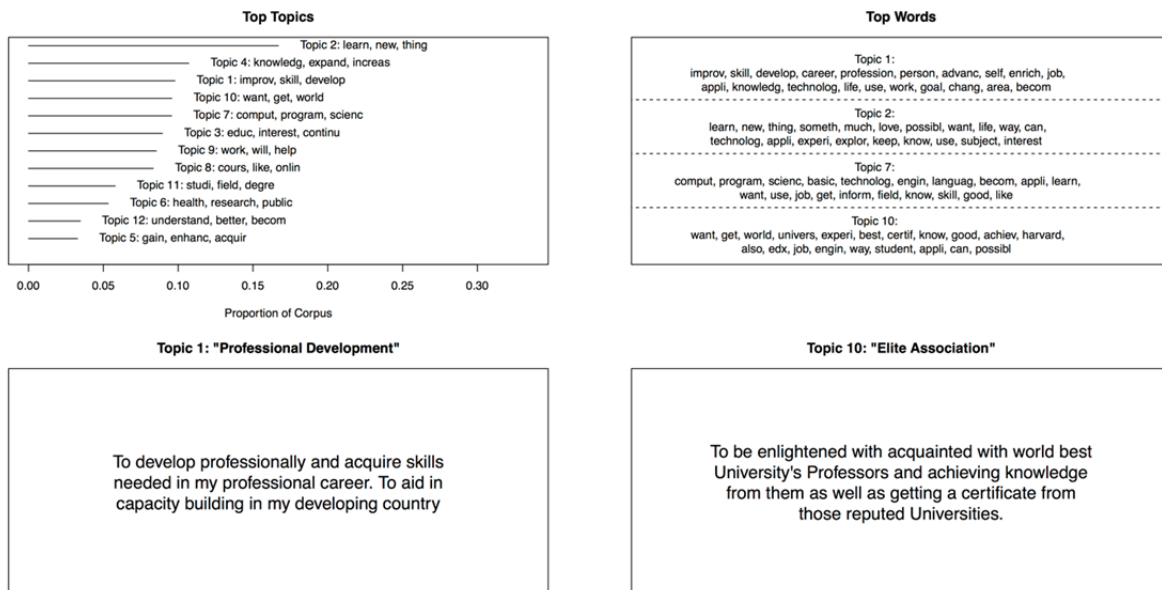 Top Topics
Topic 2: learn, new, thing
Topic 4: knowledg, expand, increas
Topic 1: improv, skill, develop
Topic 10: want, get, world
Topic 7: comput, program, scienc
Topic 3: educ, interest, continu
Topic 9: work, will, help
Topic 8: cours, like, onlin
Topic 11: studi, field, degre
Topic 6: health, research, public
Topic 12: understand, better, becom
Topic 5: gain, enhanc, acquir
0.00 0.05 0.10 0.15 0.20 0.25 0.30
Proportion of Corpus
Top Words
Topic 1:
improv, skill, develop, career, profession, person, advanc, self, enrich, job,
appli, knowledg, technolog, life, use, work, goal, chang, area, becom
Topic 2:
learn, new, thing, someth, much, love, possibl, want, life, way, can,
technolog, appli, experi, explor, keep, know, use, subject, interest
Topic 7:
comput, program, scienc, basic, technolog, engin, languag, becom, appli, learn,
want, use, job, get, inform, field, know, skill, good, like
Topic 10:
want, get, world, univers, experi, best, certif, know, good, achiev, harvard,
also, edx, job, engin, way, student, appli, can, possibl
Topic 1: "Professional Development"
To develop professionally and acquire skills
needed in my professional career. To aid in
capacity building in my developing country
Topic 10: "Elite Association"
To be enlightened with acquainted with world best
University's Professors and achieving knowledge
from them as well as getting a certificate from
those reputed Universities.